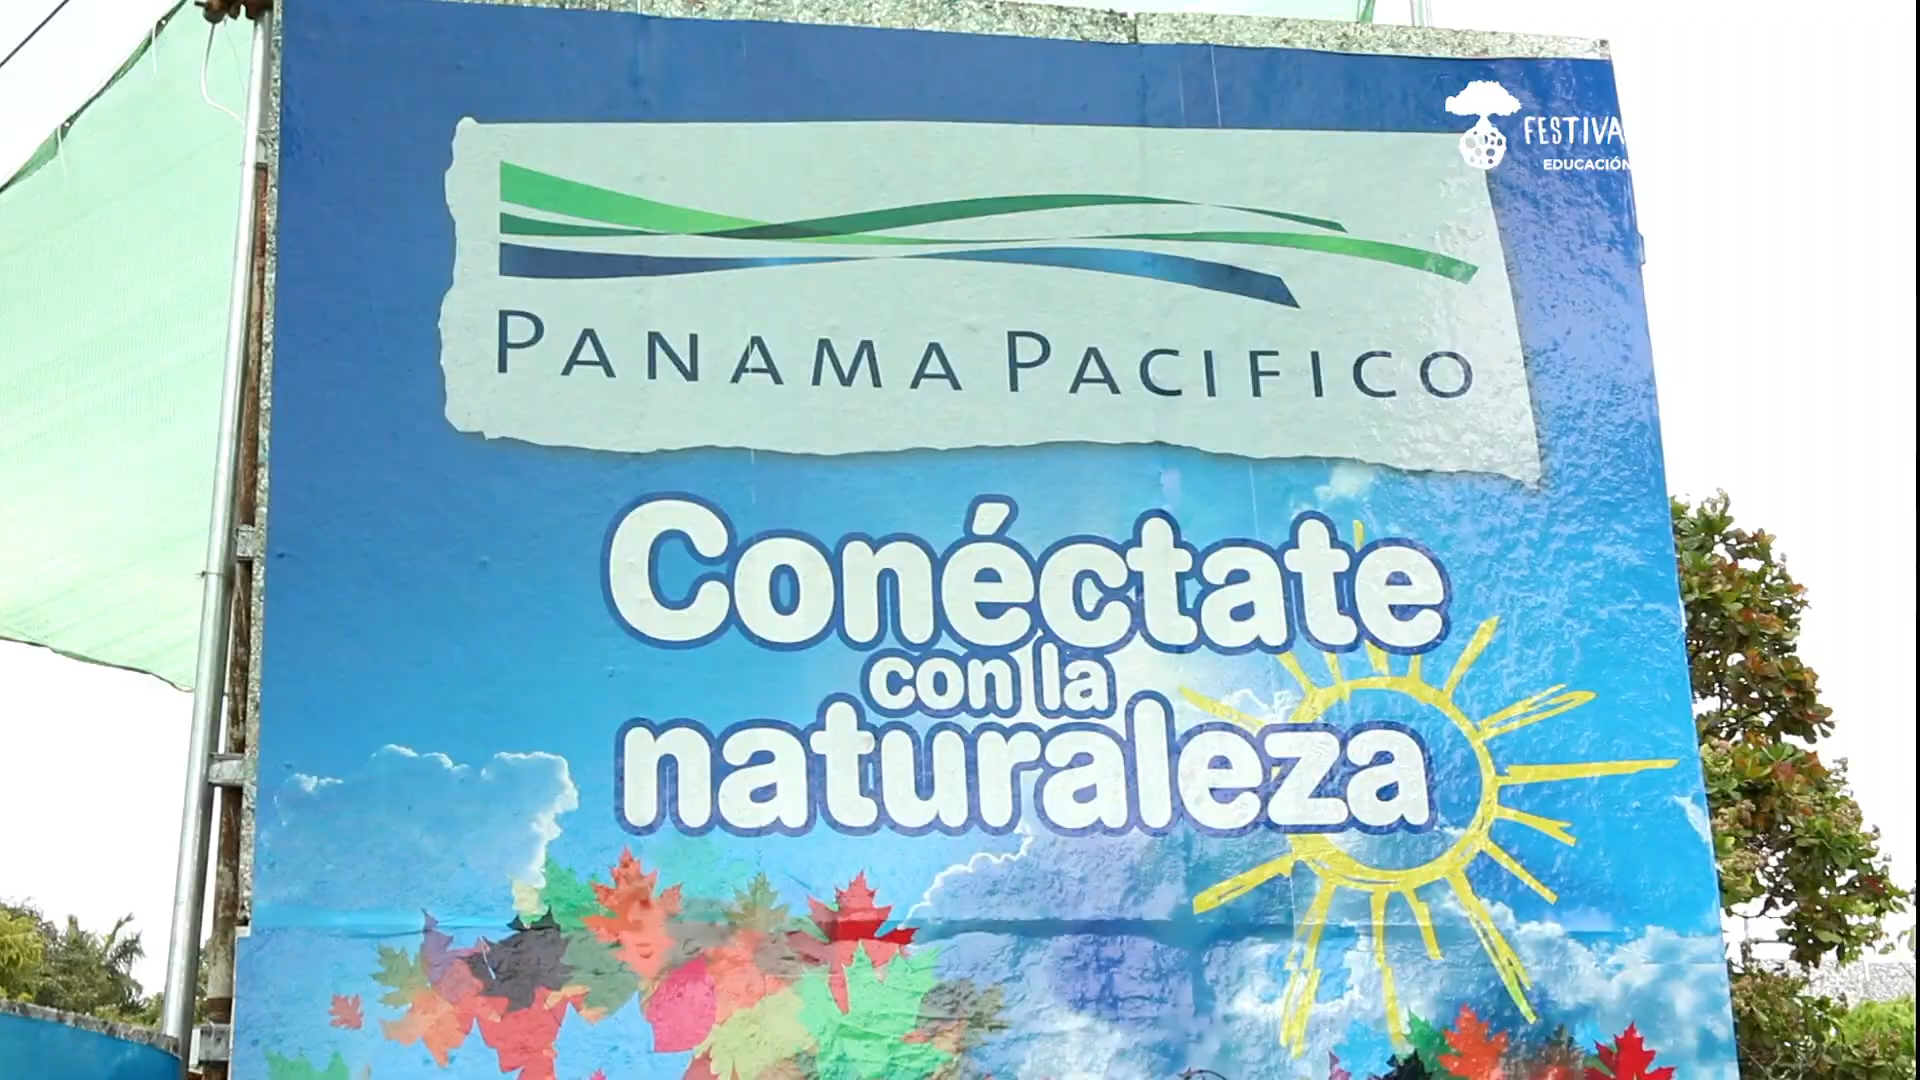 FESTIVA
EDUCACIÓN
PANAMA PACIFICO
Conéctate
con la
naturaleza